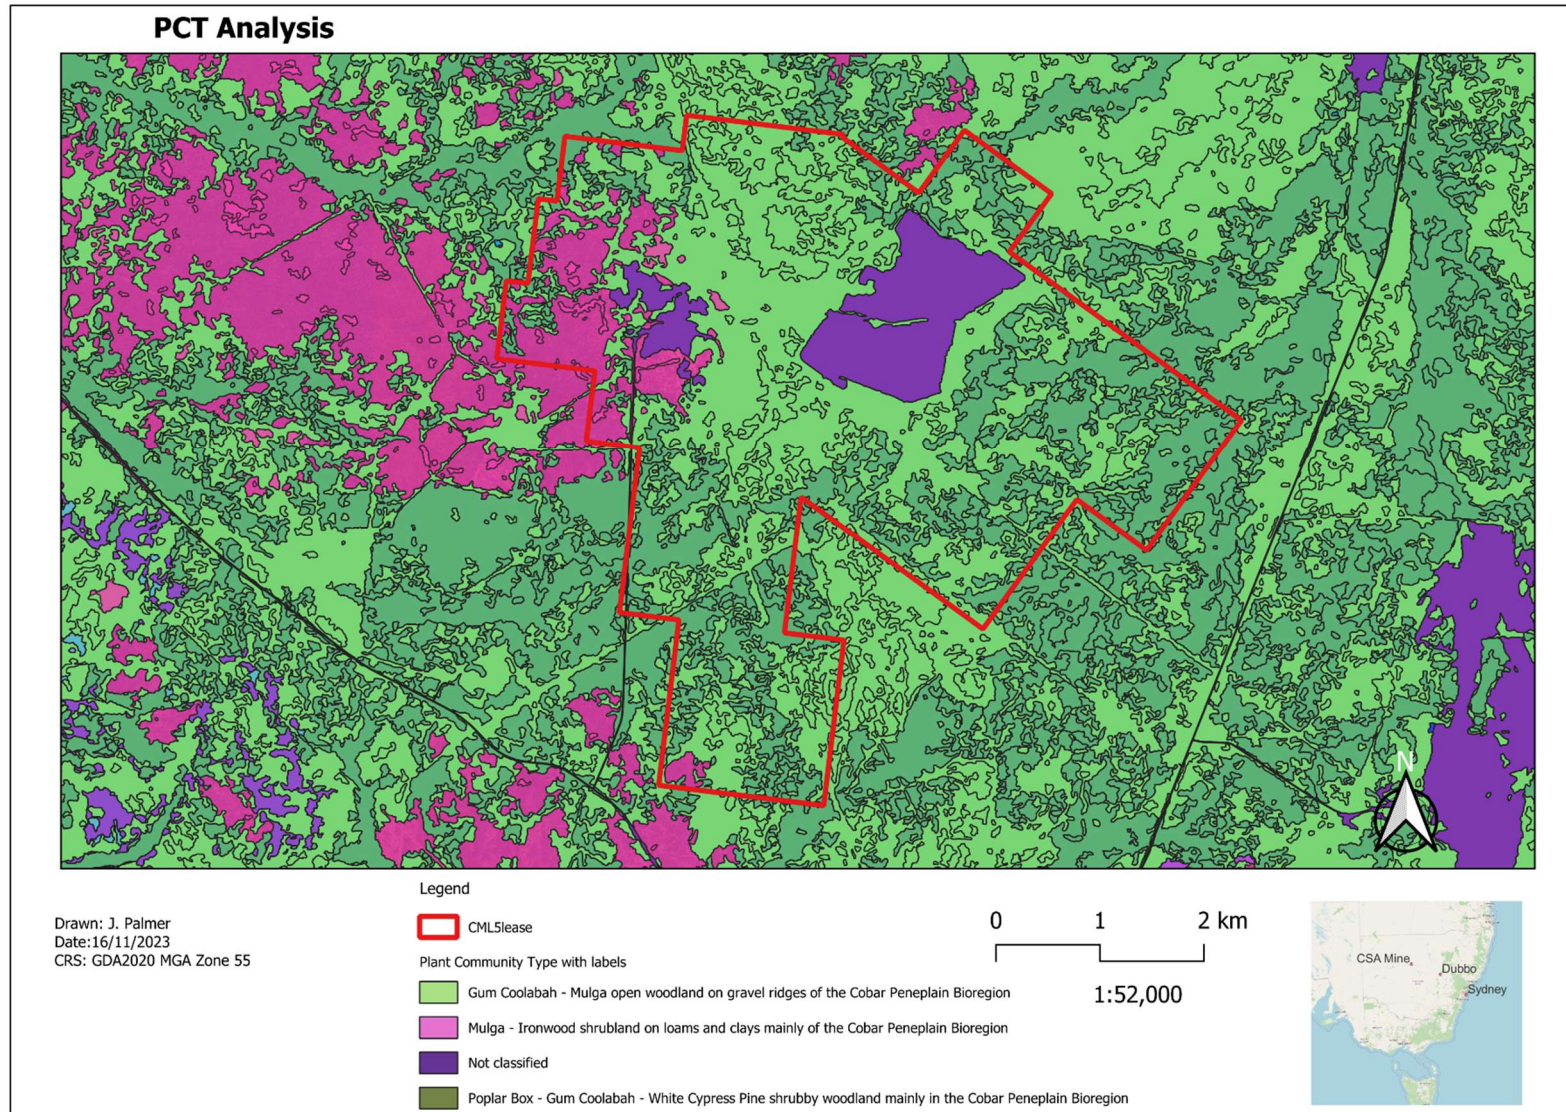 PCT Analysis
N
Drawn: J. Palmer
Date:16/11/2023
CRS: GDA2020 MGA Zone 55
Legend
CML5lease
Plant Community Type with labels
Gum Coolabah - Mulga open woodland on gravel ridges of the Cobar Peneplain Bioregion
Mulga - Ironwood shrubland on loams and clays mainly of the Cobar Peneplain Bioregion
Not classified
Poplar Box - Gum Coolabah - White Cypress Pine shrubby woodland mainly in the Cobar Peneplain Bioregion
0 1 2 km
1:52,000
CSA Mine
Dubbo
Sydney